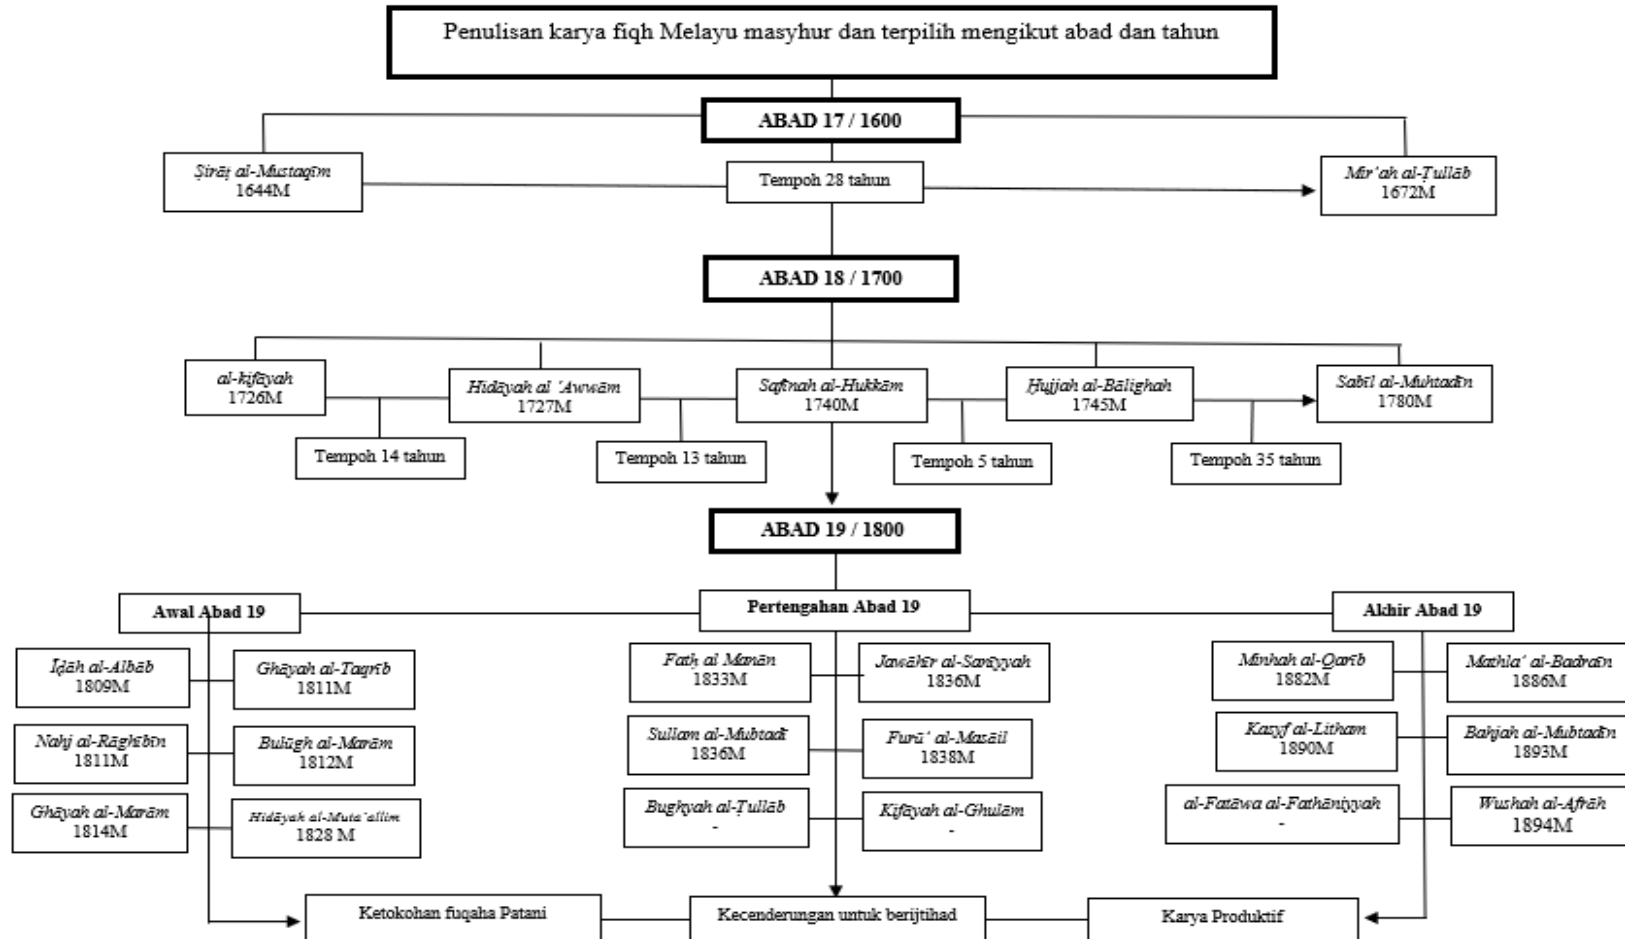 Penulisan karya fiqh Melayu masyhur dan terpilih mengikut abad dan tahun
ABAD 17 / 1600
Ṣirāṭ al-Mustaqīm
1644M
Tempoh 28 tahun
Mir’ah al-Ṭullāb
1672M
ABAD 18 / 1700
al-kifāyah
1726M
Hidāyah al ‘Awwām
1727M
Safīnah al-Hukkām
1740M
Ḥujjah al-Bālighah
1745M
Sabīl al-Muhtadīn
1780M
Tempoh 14 tahun
Tempoh 13 tahun
Tempoh 5 tahun
Tempoh 35 tahun
ABAD 19 / 1800
Awal Abad 19
Pertengahan Abad 19
Akhir Abad 19
Īḍāh al-Albāb
1809M
Ghāyah al-Taqrīb
1811M
Fatḥ al Manān
1833M
Jawāhīr al-Sanīyyah
1836M
Minhah al-Qarīb
1882M
Mathla’ al-Badraīn
1886M
Nahj al-Rāghibīn
1811M
Bulūgh al-Marām
1812M
Sullam al-Mubtadī
1836M
Furū’ al-Masāil
1838M
Kasyf al-Litham
1890M
Bahjah al-Mubtadīn
1893M
Ghāyah al-Marām
1814M
Hidāyah al-Muta‘allim
1828 M
Bughyah al-Ṭullāb
-
Kifāyah al-Ghulām
-
al-Fatāwa al-Fathāniyyah
-
Wushah al-Afrāh
1894M
Ketokohan fuqaha Patani
Kecenderungan untuk berijtihad
Karya Produktif